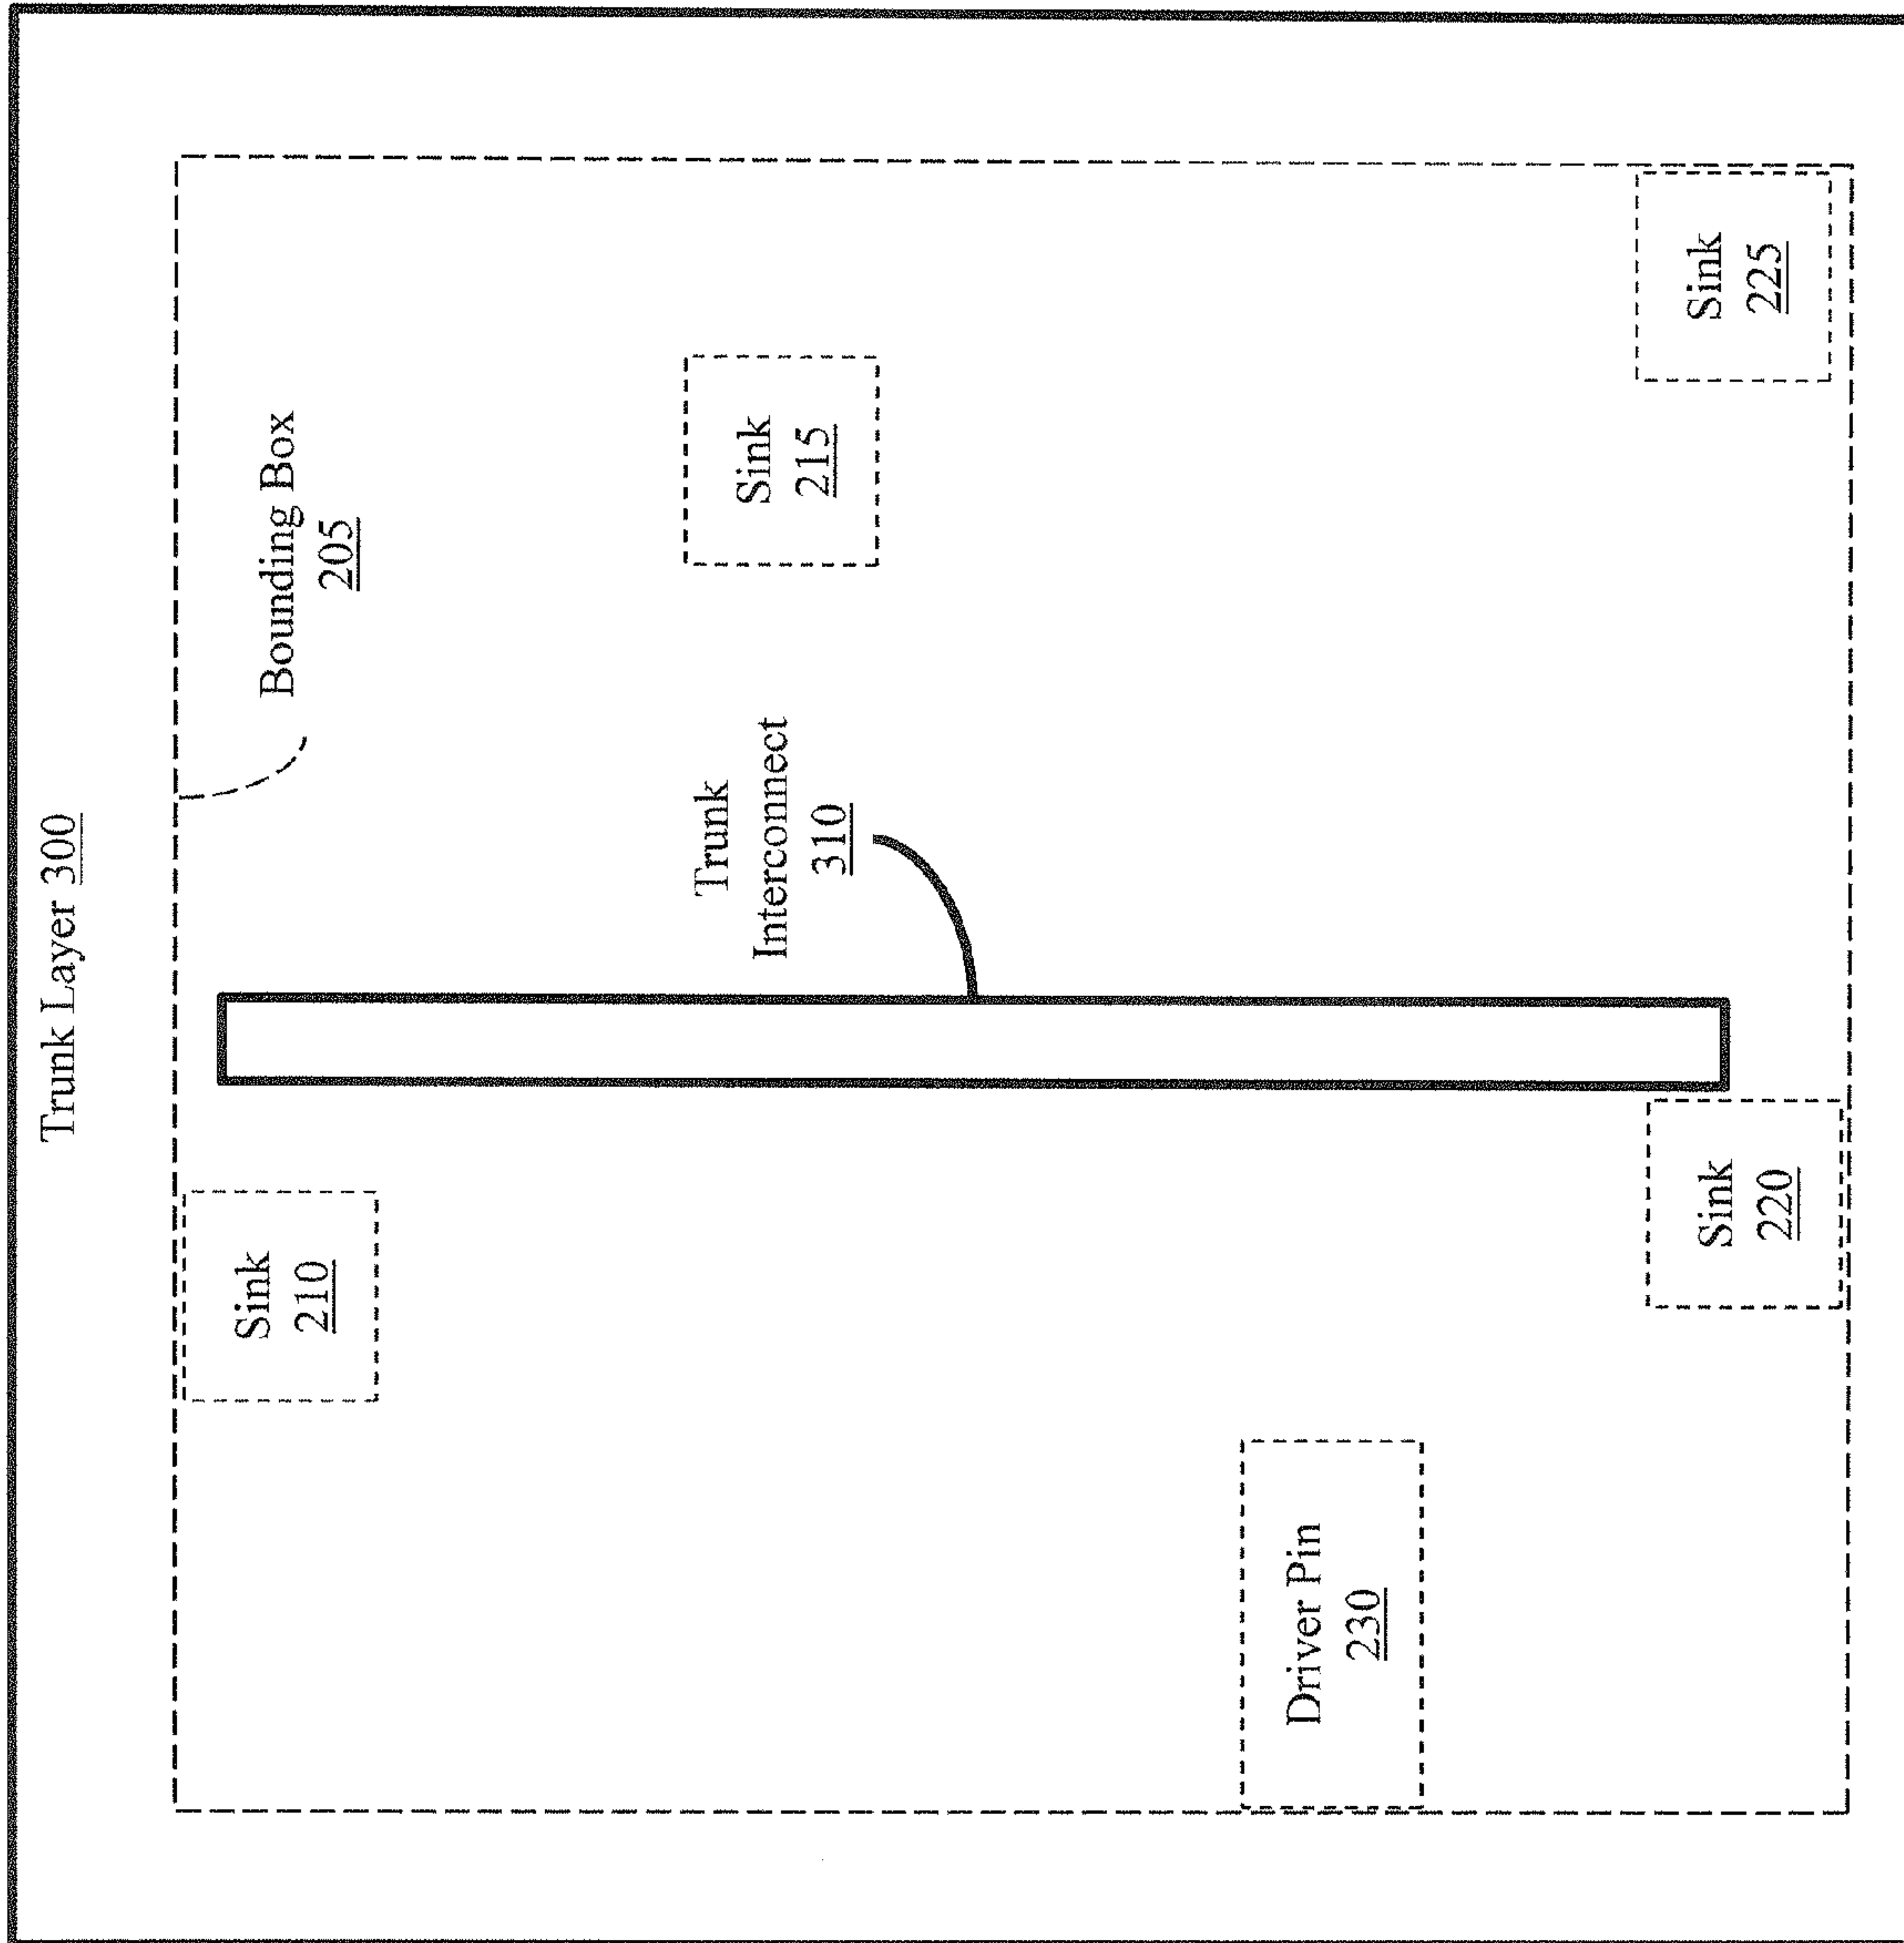 Trunk Layer 300
Bounding Box
205
Sink
210
Trunk
Interconnect
310
Sink
215
Driver Pin
230
Sink
220
Sink
225